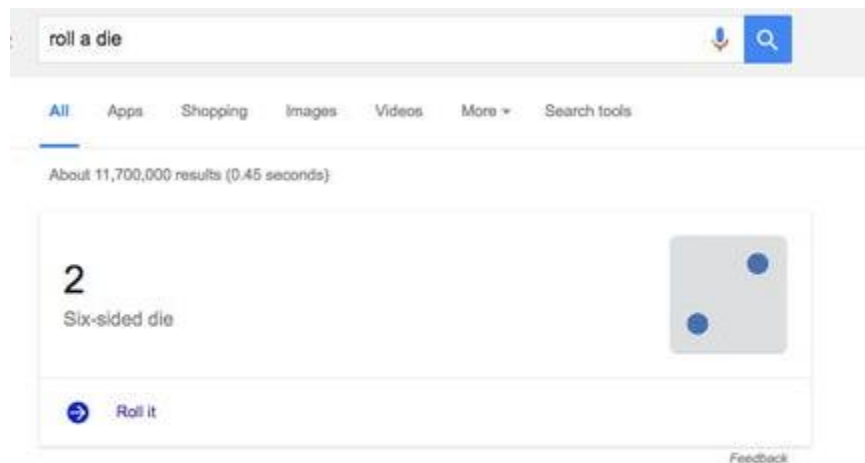 roll a die
All Apps Shopping Images Videos More Search tools
About 11,700,000 results (0.45 seconds)
2
Six-sided die
Roll it
Feedback